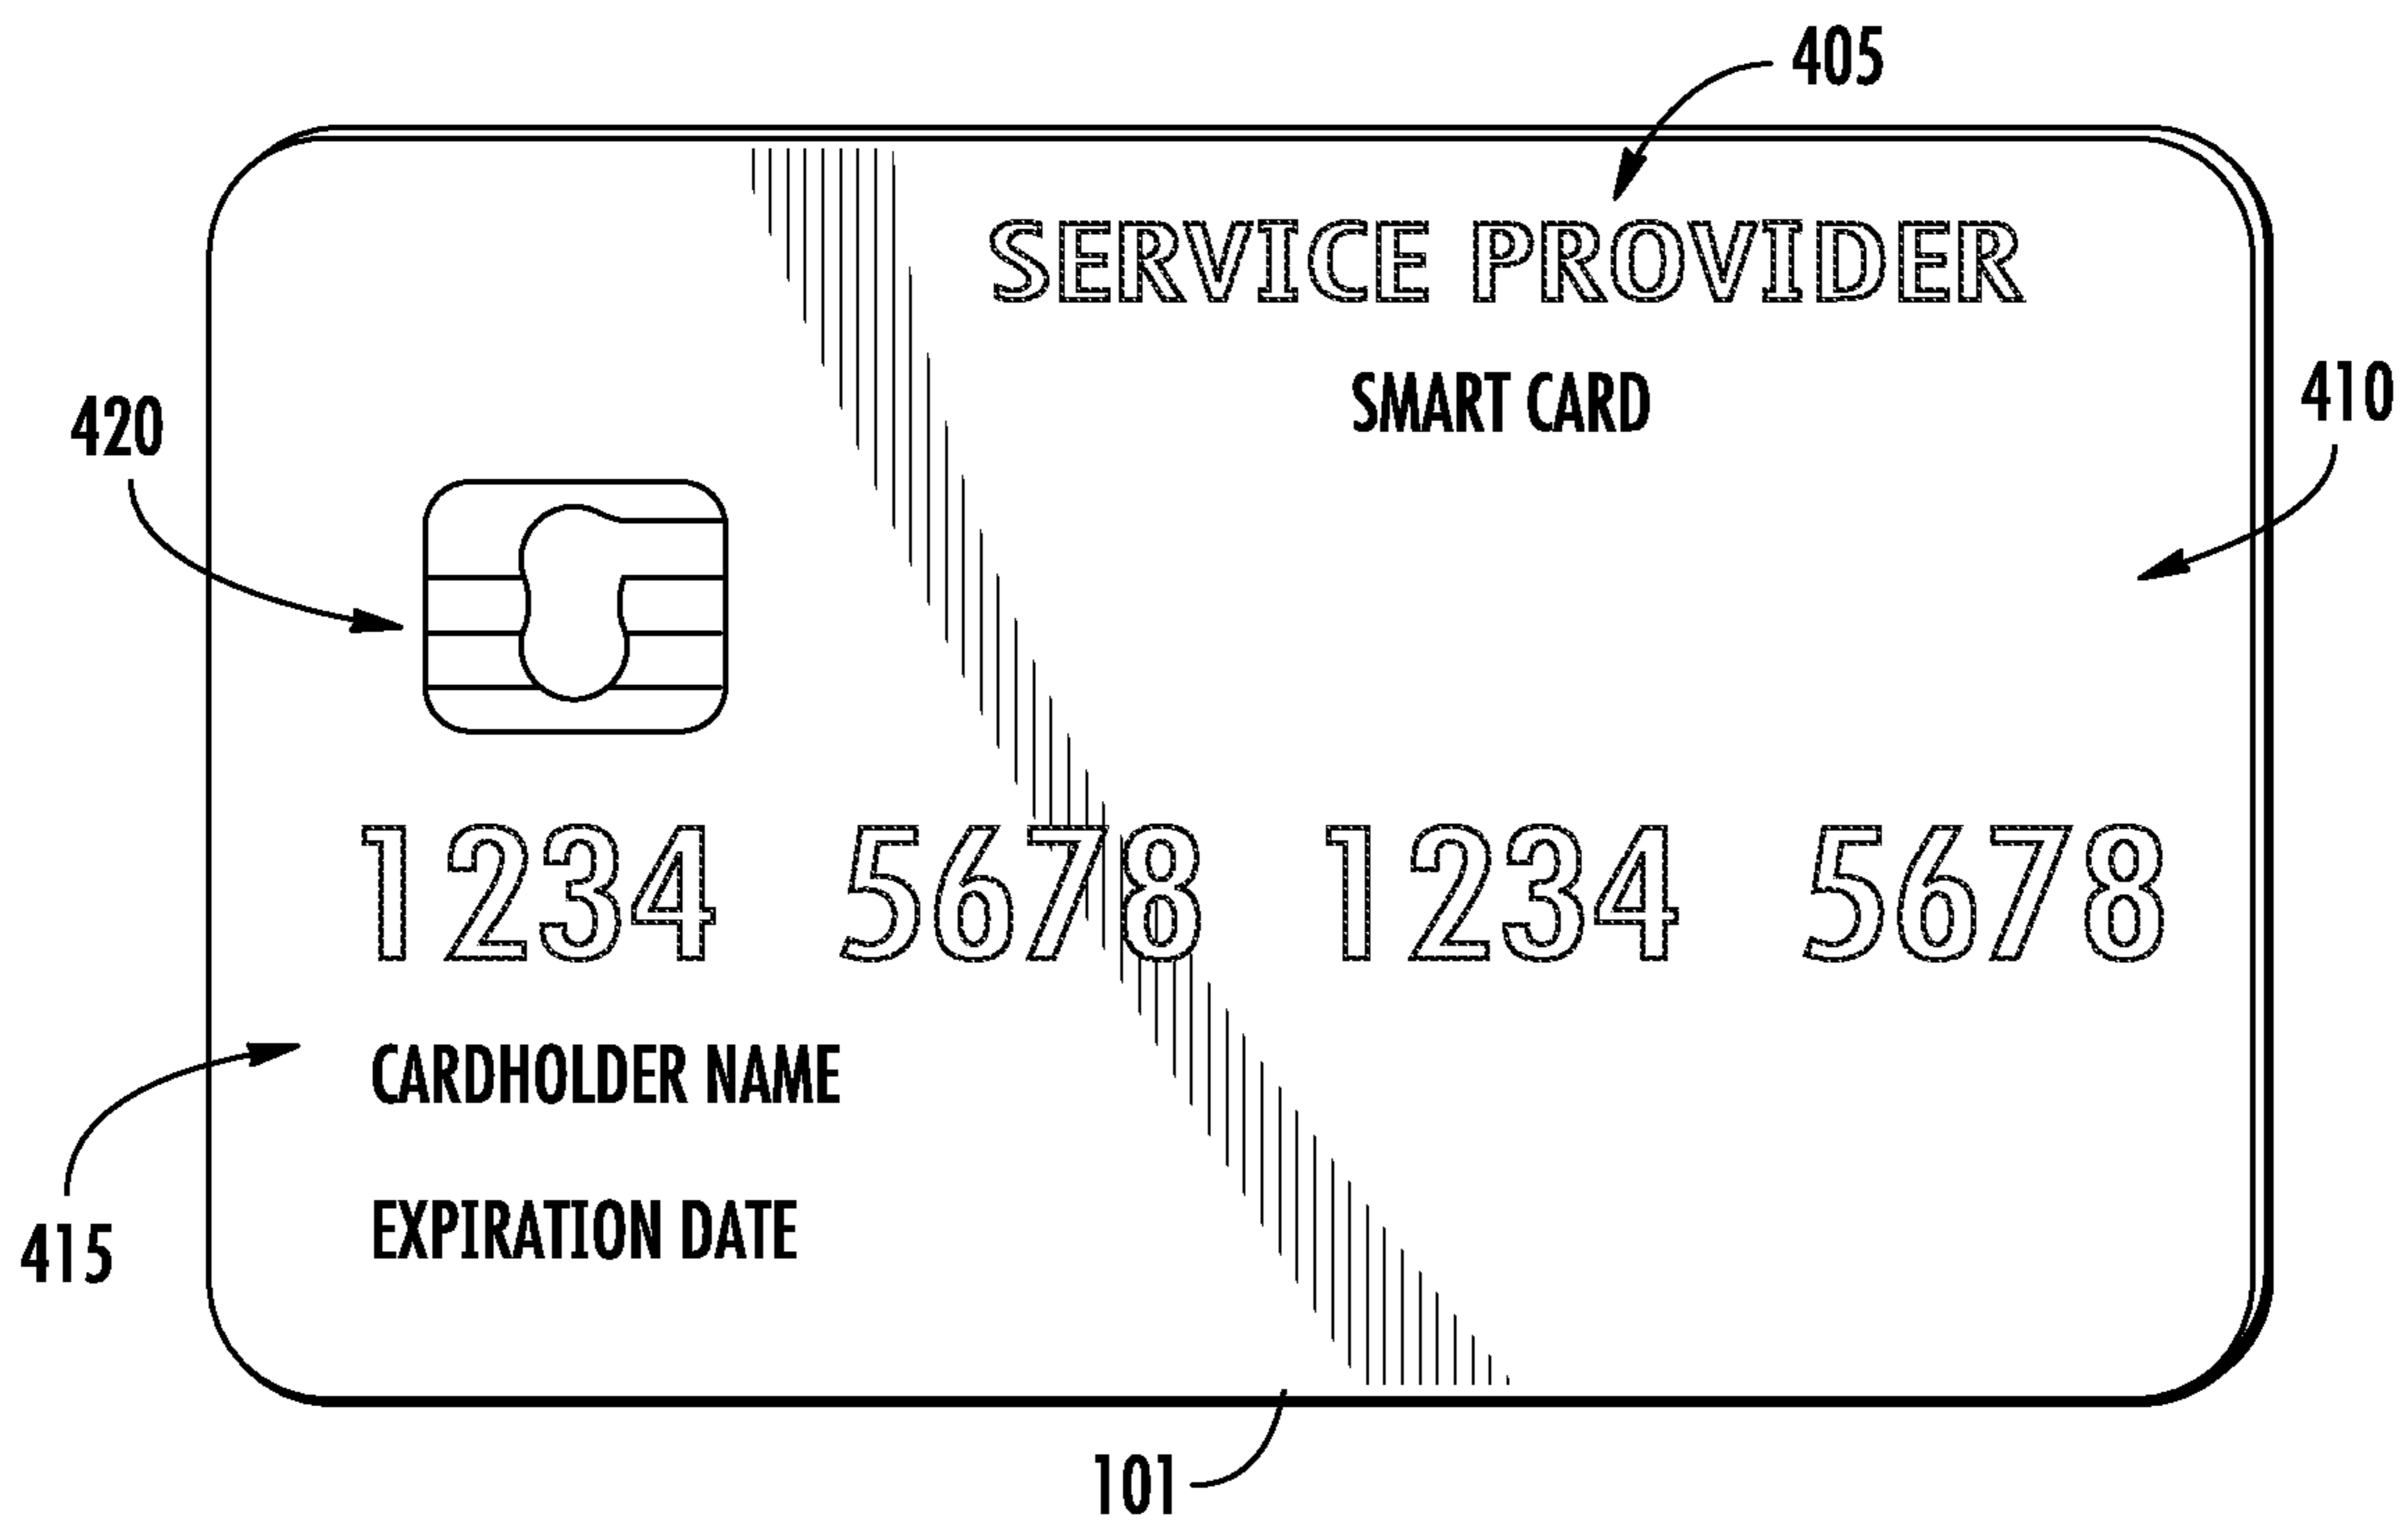 405
SERVICE PROVIDER
SMART CARD
410
420
1234 5678 1234 5678
CARDHOLDER NAME
415
EXPIRATION DATE
101